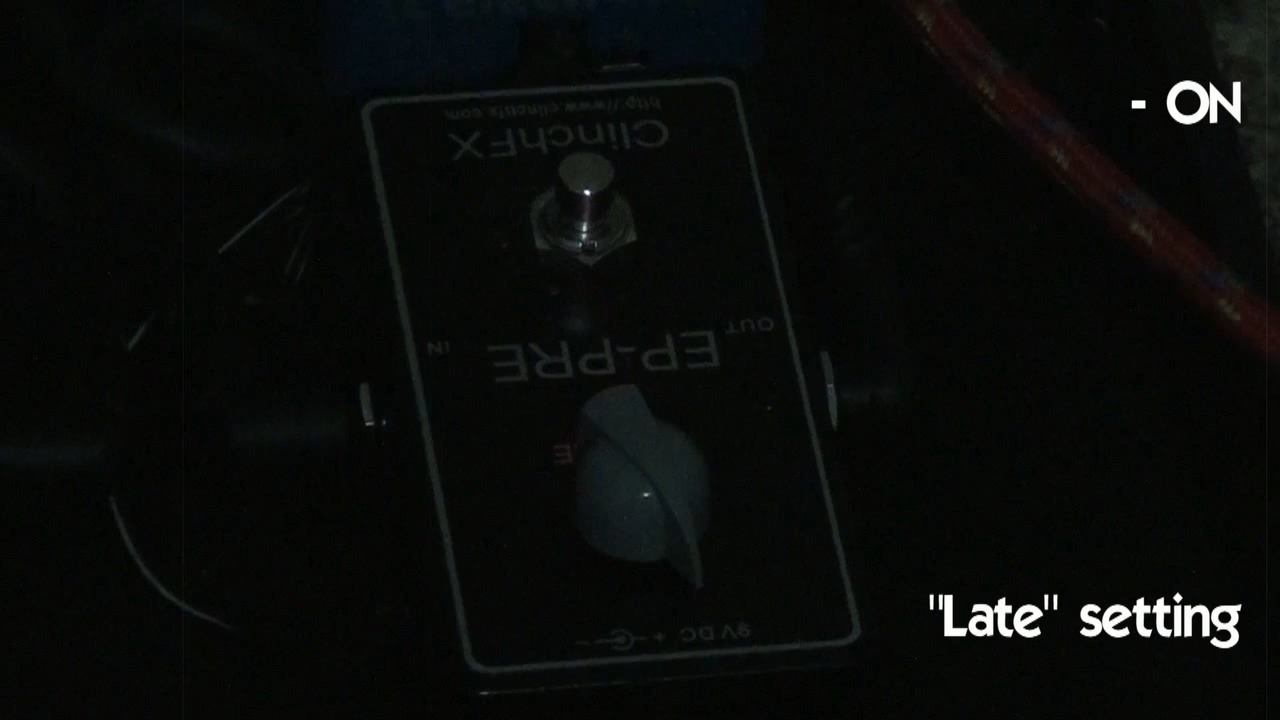 - ON
http://www.clinchfx.com
ClinchFX
OUT
IN
EP-PRE
E
9V DC +
-
"Late" setting